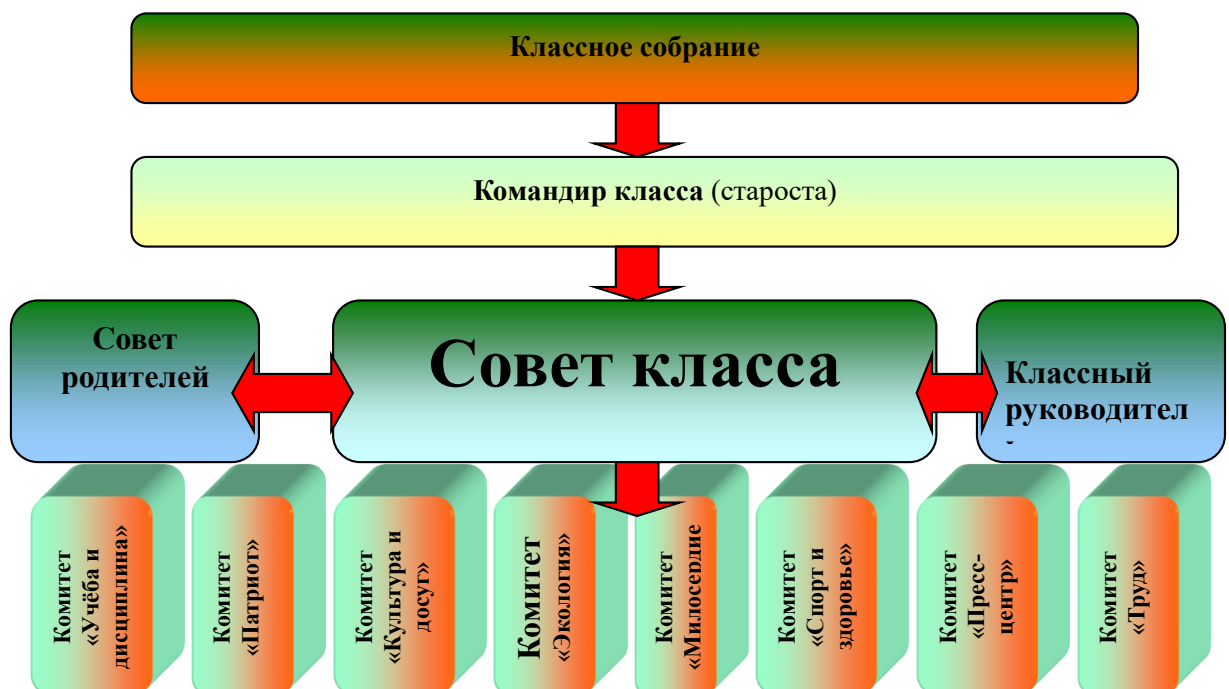 Классное собрание
Командир класса (староста)
Совет
родителей
Совет класса
Классный
руководител
Комитет
«Учёба и
дисциплина»
Комитет
«Патриот»
Комитет
«Культура и
досуг»
Комитет
«Экология»
Комитет
«Милосердие
Комитет
«Спорт и
здоровье»
Комитет
«Пресс-
центр»
Комитет
«Труд»